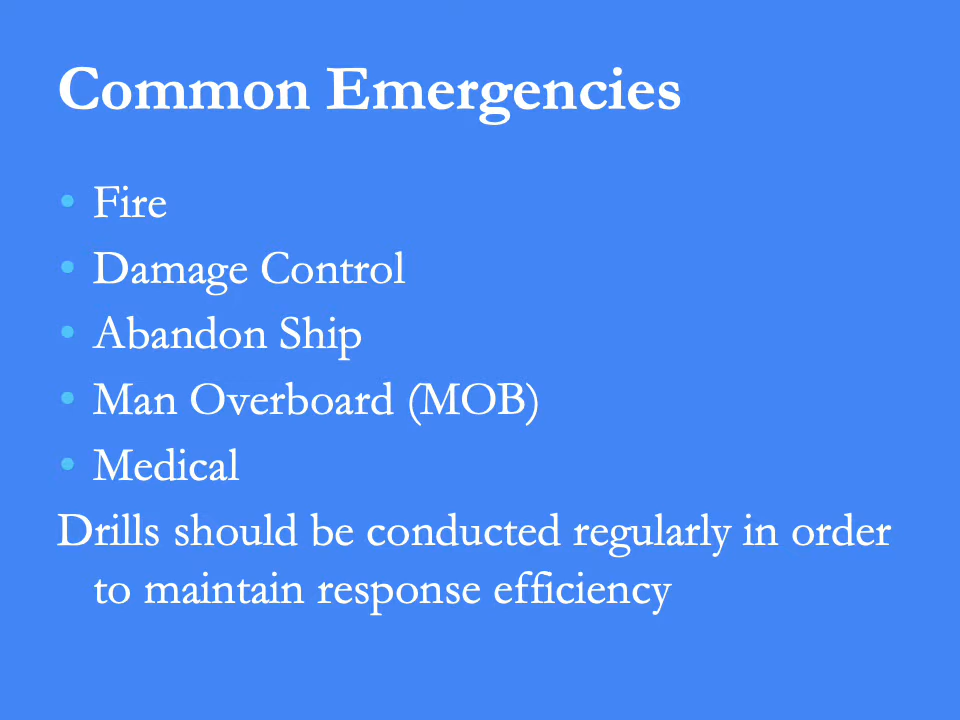 Common Emergencies
• Fire
• Damage Control
• Abandon Ship
• Man Overboard (MOB)
• Medical
Drills should be conducted regularly in order
to maintain response efficiency